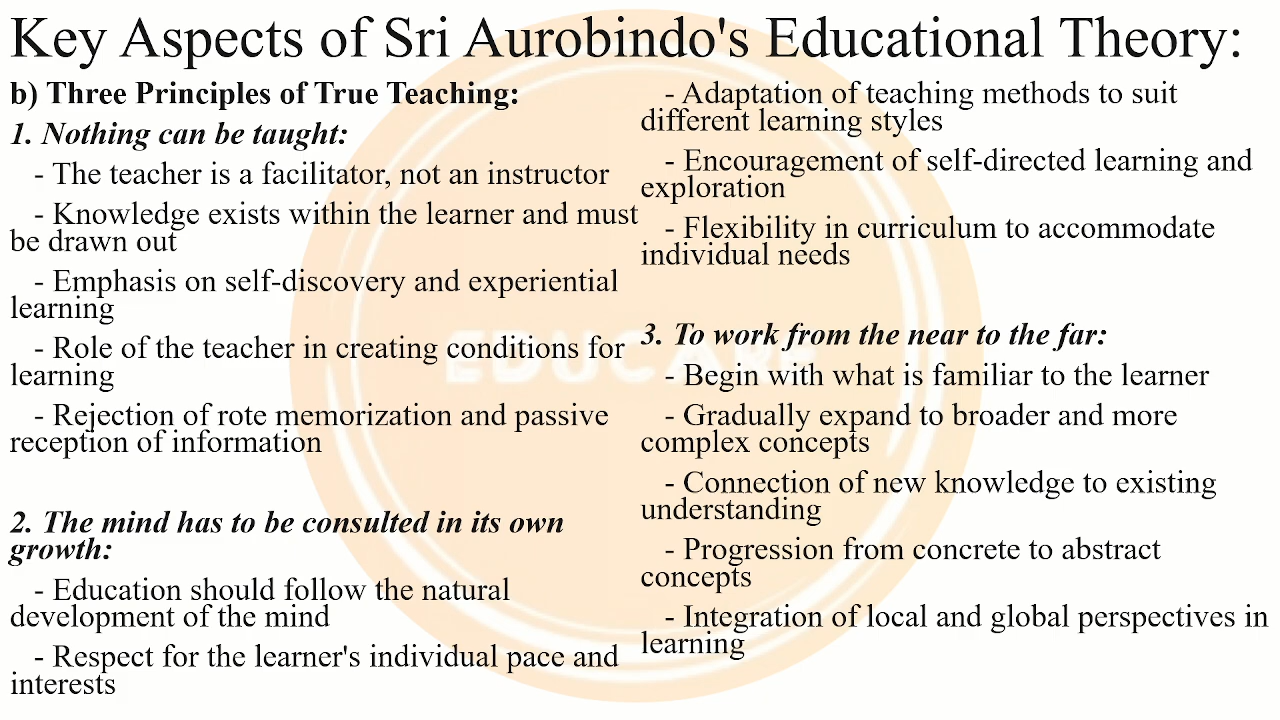 Key Aspects of Sri Aurobindo's Educational Theory:
b) Three Principles of True Teaching:
1. Nothing can be taught:
- The teacher is a facilitator, not an instructor
- Knowledge exists within the learner and must
be drawn out
- Emphasis on self-discovery and experiential
learning
- Role of the teacher in creating conditions for
learning
- Rejection of rote memorization and passive
reception of information
2. The mind has to be consulted in its own
growth:
- Education should follow the natural
development of the mind
- Respect for the learner's individual pace and
interests
- Adaptation of teaching methods to suit
different learning styles
- Encouragement of self-directed learning and
exploration
- Flexibility in curriculum to accommodate
individual needs
3. To work from the near to the far:
- Begin with what is familiar to the learner
- Gradually expand to broader and more
complex concepts
- Connection of new knowledge to existing
understanding
- Progression from concrete to abstract
concepts
- Integration of local and global perspectives in
learning